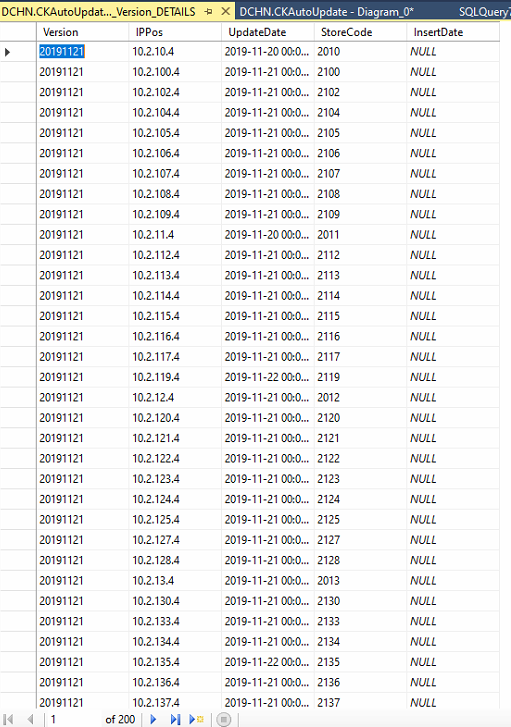 DCHN.CKAutoUpdat..._Version_DETAILS DCHN.CKAutoUpdate - Diagram_0* SQLQuery7
Version IPPos UpdateDate StoreCode InsertDate
20191121 10.2.10.4 2019-11-20 00:0... 2010 NULL
20191121 10.2.100.4 2019-11-21 00:0... 2100 NULL
20191121 10.2.102.4 2019-11-21 00:0... 2102 NULL
20191121 10.2.104.4 2019-11-21 00:0... 2104 NULL
20191121 10.2.105.4 2019-11-21 00:0... 2105 NULL
20191121 10.2.106.4 2019-11-21 00:0... 2106 NULL
20191121 10.2.107.4 2019-11-21 00:0... 2107 NULL
20191121 10.2.108.4 2019-11-21 00:0... 2108 NULL
20191121 10.2.109.4 2019-11-21 00:0... 2109 NULL
20191121 10.2.11.4 2019-11-20 00:0... 2011 NULL
20191121 10.2.112.4 2019-11-21 00:0... 2112 NULL
20191121 10.2.113.4 2019-11-21 00:0... 2113 NULL
20191121 10.2.114.4 2019-11-21 00:0... 2114 NULL
20191121 10.2.115.4 2019-11-21 00:0... 2115 NULL
20191121 10.2.116.4 2019-11-21 00:0... 2116 NULL
20191121 10.2.117.4 2019-11-21 00:0... 2117 NULL
20191121 10.2.119.4 2019-11-22 00:0... 2119 NULL
20191121 10.2.12.4 2019-11-21 00:0... 2012 NULL
20191121 10.2.120.4 2019-11-21 00:0... 2120 NULL
20191121 10.2.121.4 2019-11-21 00:0... 2121 NULL
20191121 10.2.122.4 2019-11-21 00:0... 2122 NULL
20191121 10.2.123.4 2019-11-21 00:0... 2123 NULL
20191121 10.2.124.4 2019-11-21 00:0... 2124 NULL
20191121 10.2.125.4 2019-11-21 00:0... 2125 NULL
20191121 10.2.127.4 2019-11-21 00:0... 2127 NULL
20191121 10.2.128.4 2019-11-21 00:0... 2128 NULL
20191121 10.2.13.4 2019-11-21 00:0... 2013 NULL
20191121 10.2.130.4 2019-11-21 00:0... 2130 NULL
20191121 10.2.133.4 2019-11-21 00:0... 2133 NULL
20191121 10.2.134.4 2019-11-21 00:0... 2134 NULL
20191121 10.2.135.4 2019-11-22 00:0... 2135 NULL
20191121 10.2.136.4 2019-11-21 00:0... 2136 NULL
20191121 10.2.137.4 2019-11-21 00:0... 2137 NULL
1 of 200